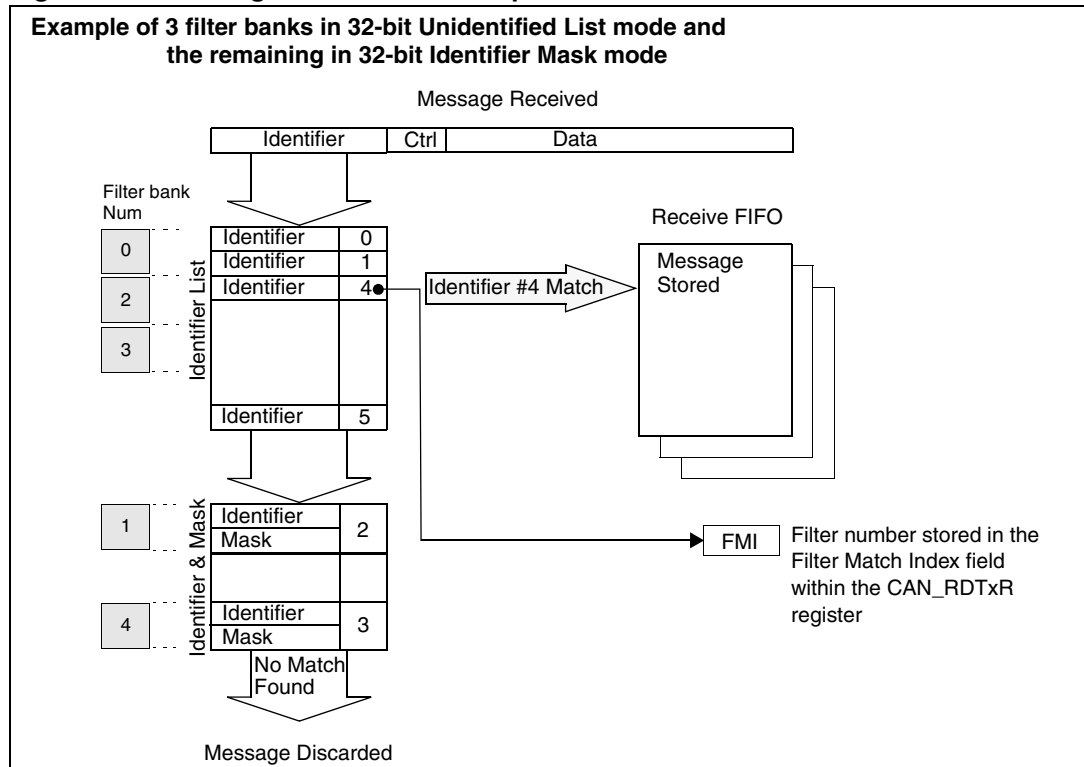 Example of 3 filter banks in 32-bit Unidentified List mode and
the remaining in 32-bit Identifier Mask mode
Message Received
Identifier Ctrl Data
Filter bank
Num
Receive FIFO
0
2
3
Identifier List
Identifier 0
Identifier 1
Identifier 4
Identifier 5
Identifier #4 Match
Message
Stored
1
4
Identifier & Mask
Identifier
Mask
2
Identifier
Mask
3
FMI
Filter number stored in the
Filter Match Index field
within the CAN_RDTxR
register
No Match
Found
Message Discarded